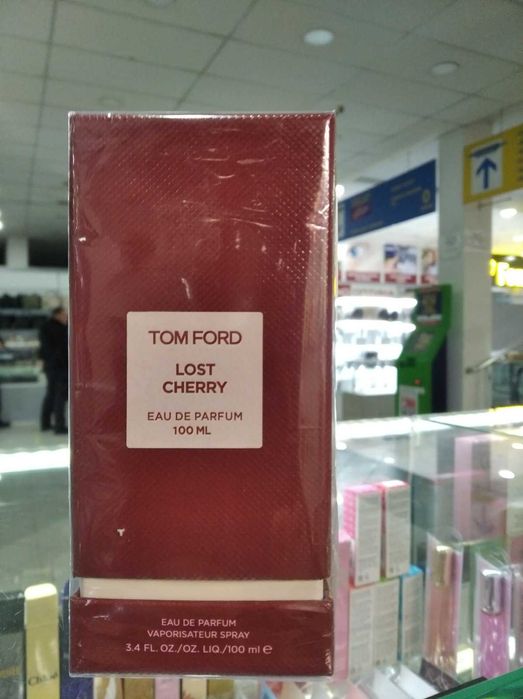 TOM FORD
LOST
CHERRY
EAU DE PARFUM
100 ML
EAU DE PARFUM
VAPORISATEUR SPRAY
3.4 FL. OZ./OZ. LIQ./100 ml ℮
Chloé